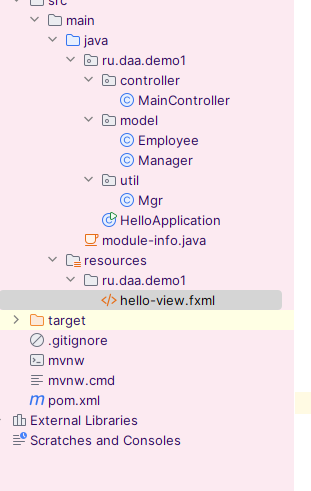 src
main
java
ru.daa.demo1
controller
MainController
model
Employee
Manager
util
Mgr
HelloApplication
module-info.java
resources
ru.daa.demo1
hello-view.fxml
target
.gitignore
mvnw
mvnw.cmd
pom.xml
External Libraries
Scratches and Consoles